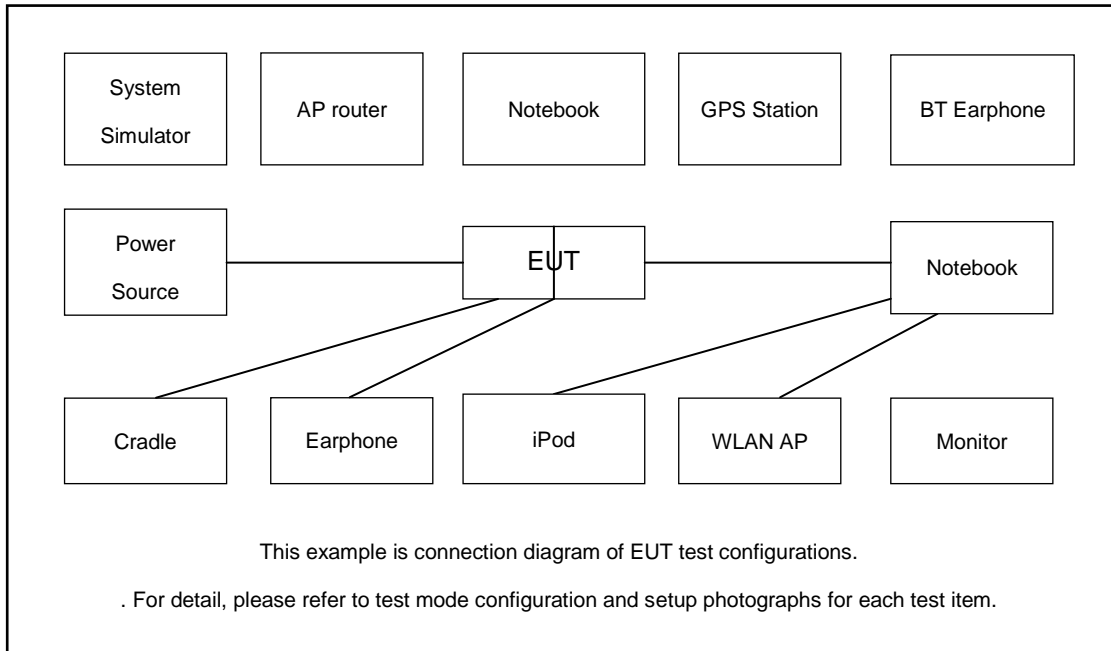 System
Simulator
AP router
Notebook
GPS Station
BT Earphone
Power
Source
EUT
Notebook
Cradle
Earphone
iPod
WLAN AP
Monitor
This example is connection diagram of EUT test configurations.
. For detail, please refer to test mode configuration and setup photographs for each test item.